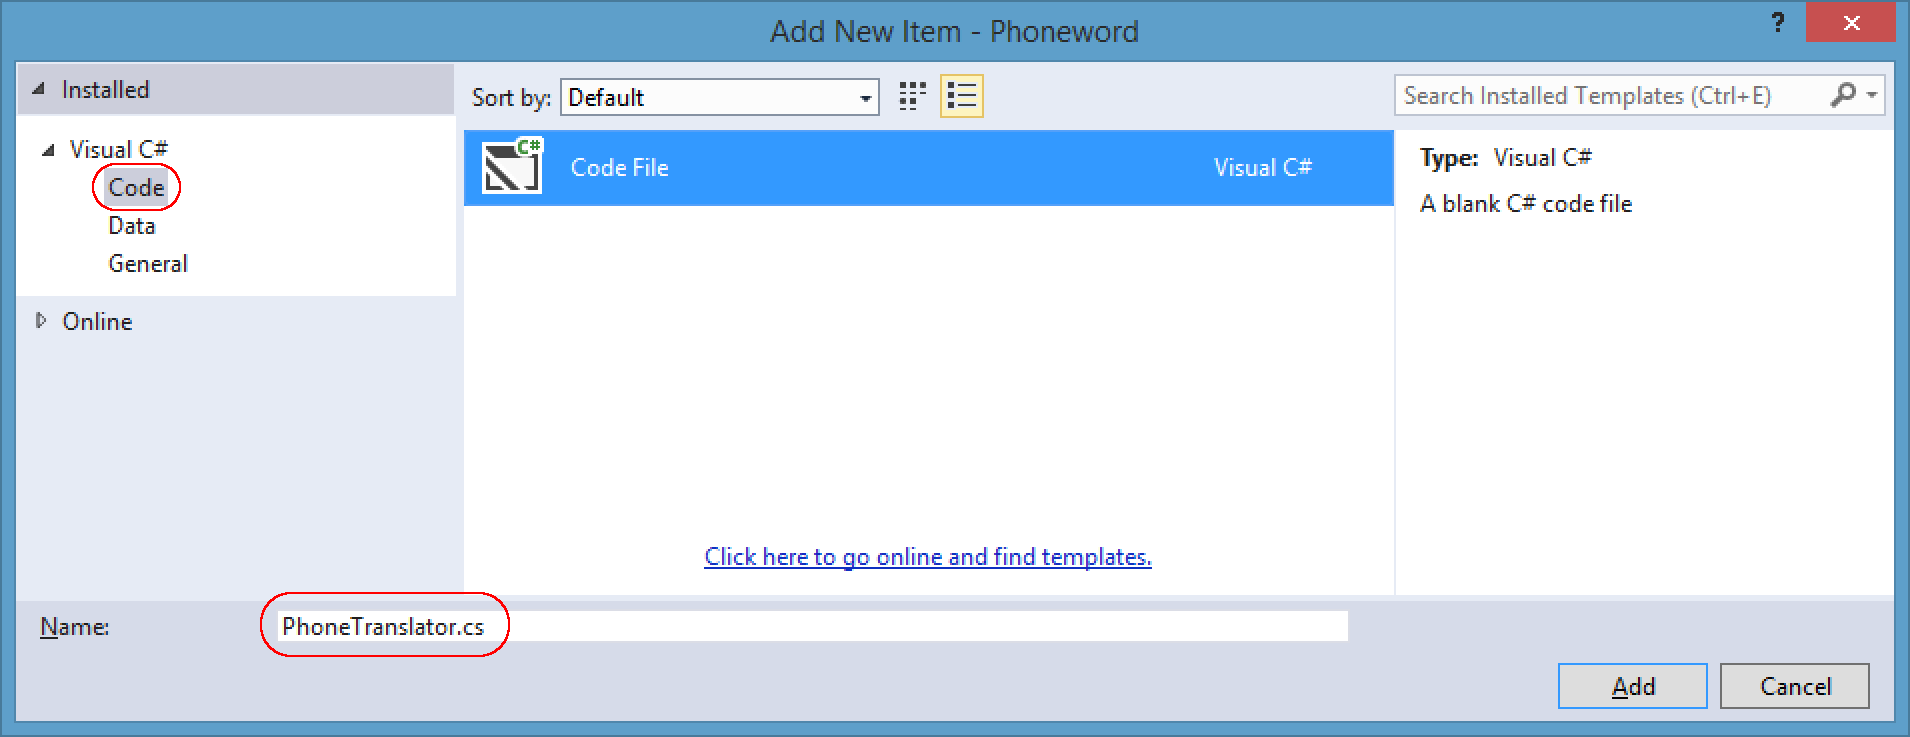 Add New Item - Phoneword
?
Installed
Visual C#
Code
Data
General
Online
Sort by: Default
Search Installed Templates (Ctrl+E)
C#
Code File Visual C#
Click here to go online and find templates.
Type: Visual C#
A blank C# code file
Name: PhoneTranslator.cs
Add Cancel